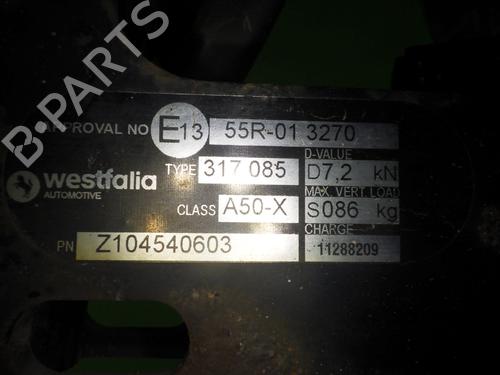 APPROVAL NO E13 55R-01 3270
TYPE 317 085
D-VALUE
D7,2 kN
westfalia
AUTOMOTIVE
CLASS A50-X
MAX. VERT. LOAD
S086 kg
PN Z104540603
CHARGE
11288209
B-PARTS